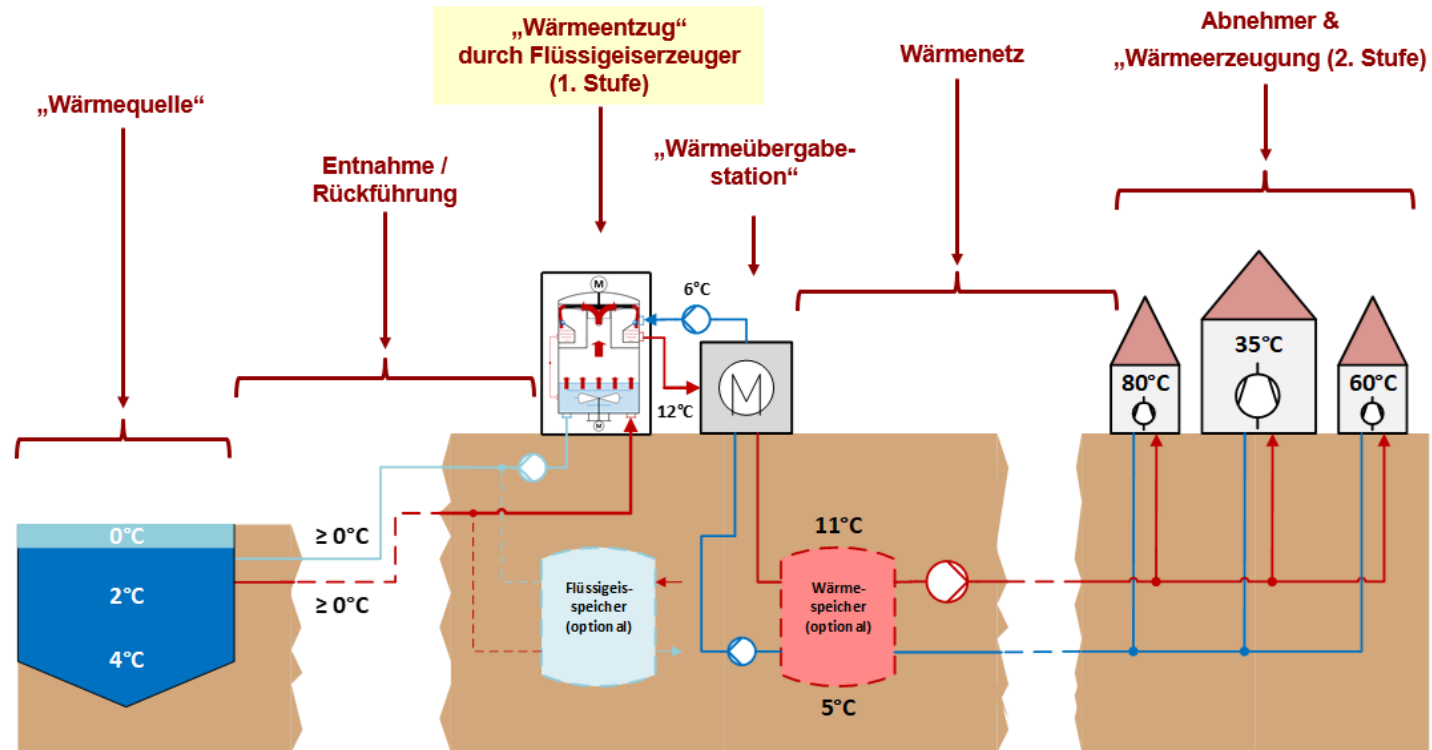 „Wärmequelle“
Entnahme /
Rückführung
„Wärmeentzug“
durch Flüssigeiserzeuger
(1. Stufe)
„Wärmeübergabe-
station“
Wärmenetz
Abnehmer &
„Wärmeerzeugung (2. Stufe)
M
M
6°C
12°C
M
80°C
35°C
60°C
0°C
2°C
4°C
≥ 0°C
≥ 0°C
Flüssigeis-
speicher
(optional)
11°C
Wärme-
speicher
(optional)
5°C